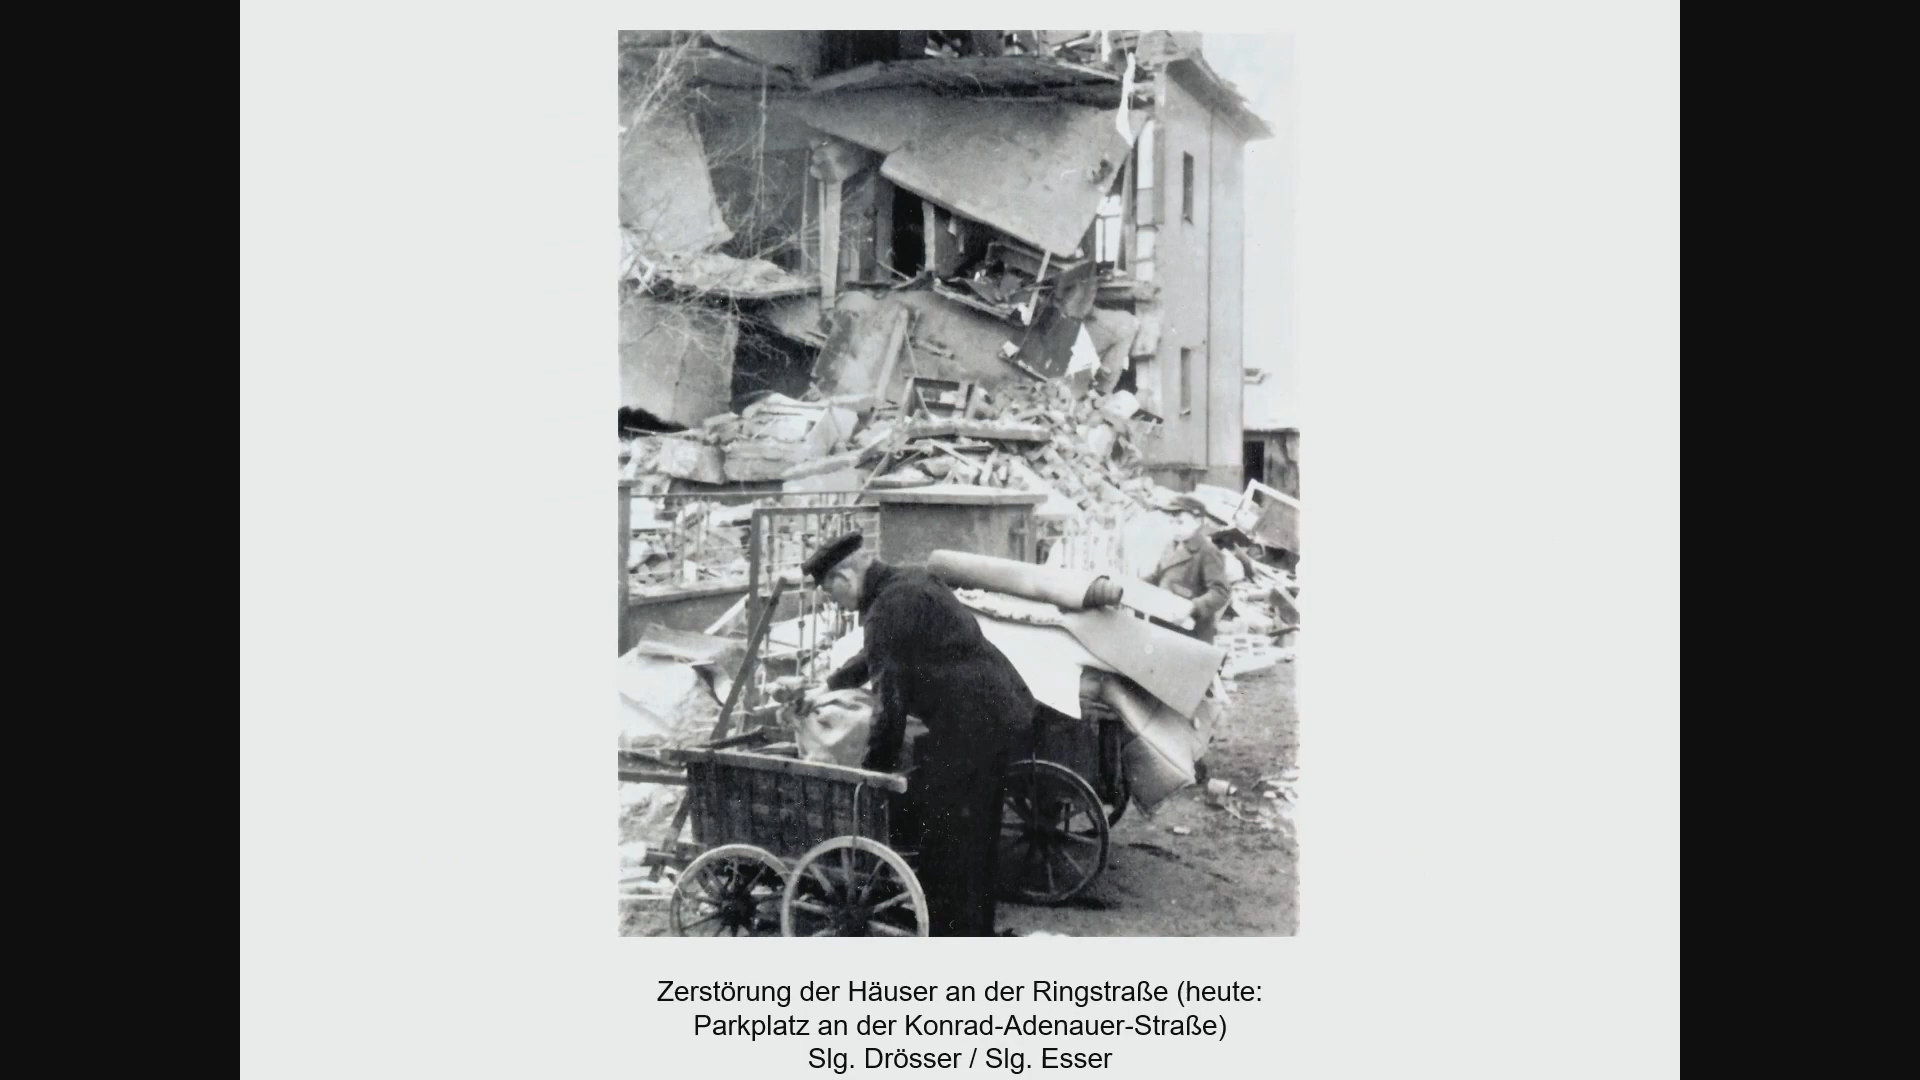 Zerstörung der Häuser an der Ringstraße (heute:
Parkplatz an der Konrad-Adenauer-Straße)
Slg. Drösser / Slg. Esser